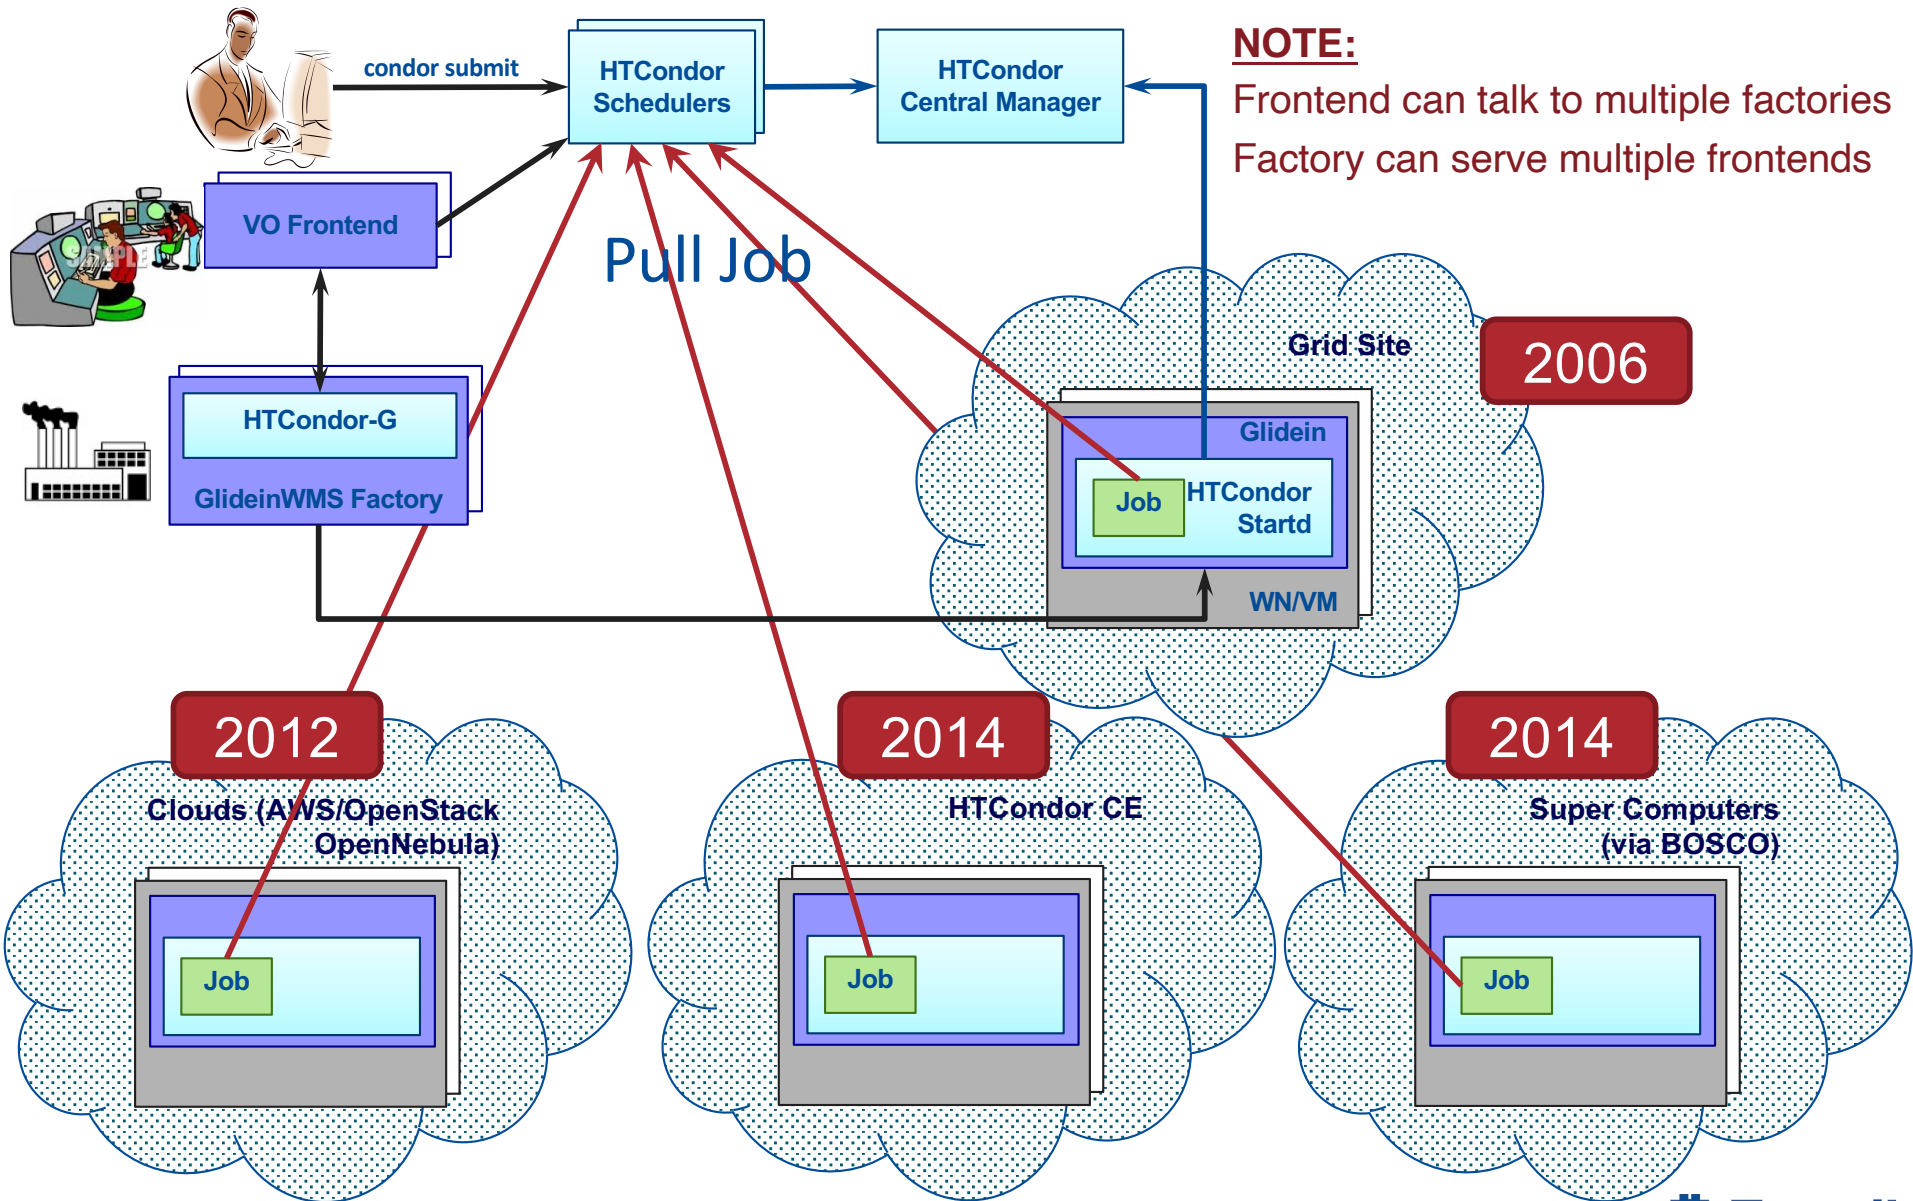 condor submit
HTCondor
Schedulers
HTCondor
Central Manager
NOTE:
Frontend can talk to multiple factories
Factory can serve multiple frontends
VO Frontend
SAMPLE
Pull Job
HTCondor-G
GlideinWMS Factory
Grid Site
2006
Glidein
Job
HTCondor
Startd
WN/VM
2012
Clouds (AWS/OpenStack
OpenNebula)
Job
2014
HTCondor CE
Job
2014
Super Computers
(via BOSCO)
Job